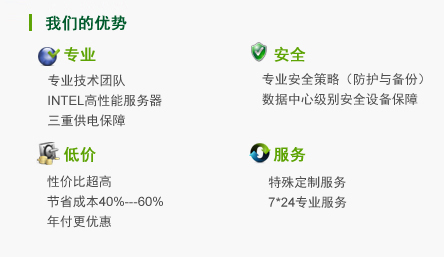 我们的优势
专业
专业技术团队
INTEL高性能服务器
三重供电保障
安全
专业安全策略（防护与备份）
数据中心级别安全设备保障
低价
性价比超高
节省成本40%---60%
年付更优惠
服务
特殊定制服务
7*24专业服务